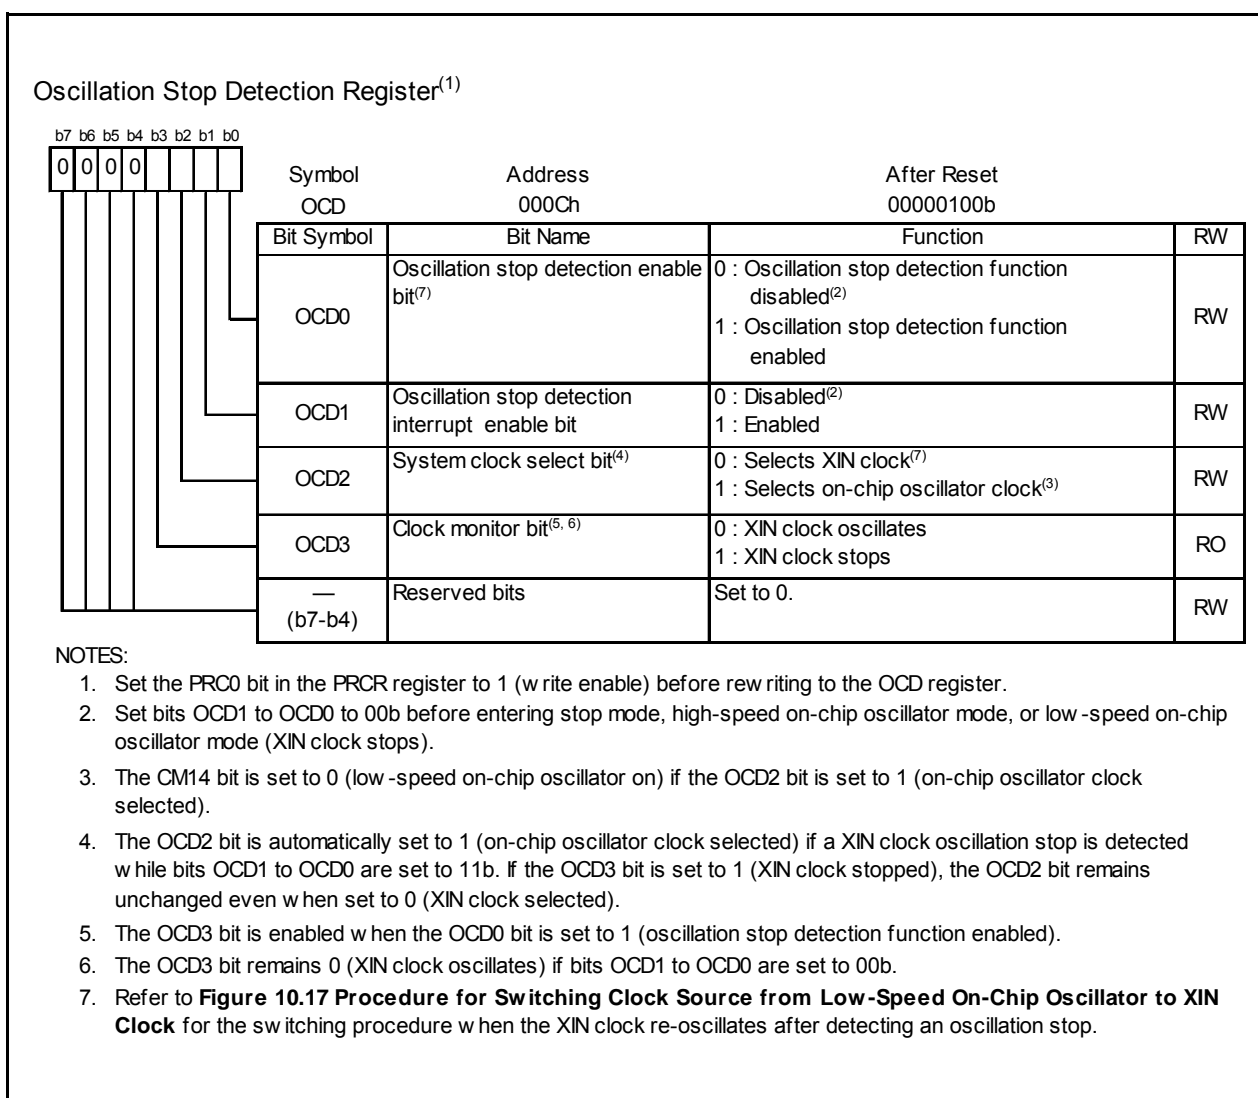 Oscillation Stop Detection Register(1)
b7 b6 b5 b4 b3 b2 b1 b0
0 0 0 0
Symbol Address After Reset
OCD 000Ch 00000100b
Bit Symbol Bit Name Function RW
OCD0 Oscillation stop detection enable bit(7) 0 : Oscillation stop detection function
disabled(2)
1 : Oscillation stop detection function
enabled RW
OCD1 Oscillation stop detection
interrupt enable bit 0 : Disabled(2)
1 : Enabled RW
OCD2 System clock select bit(4) 0 : Selects XIN clock(7)
1 : Selects on-chip oscillator clock(3) RW
OCD3 Clock monitor bit(5, 6) 0 : XIN clock oscillates
1 : XIN clock stops RO
—
(b7-b4) Reserved bits Set to 0. RW
NOTES:
1. Set the PRC0 bit in the PRCR register to 1 (write enable) before rewriting to the OCD register.
2. Set bits OCD1 to OCD0 to 00b before entering stop mode, high-speed on-chip oscillator mode, or low-speed on-chip
oscillator mode (XIN clock stops).
3. The CM14 bit is set to 0 (low-speed on-chip oscillator on) if the OCD2 bit is set to 1 (on-chip oscillator clock
selected).
4. The OCD2 bit is automatically set to 1 (on-chip oscillator clock selected) if a XIN clock oscillation stop is detected
while bits OCD1 to OCD0 are set to 11b. If the OCD3 bit is set to 1 (XIN clock stopped), the OCD2 bit remains
unchanged even when set to 0 (XIN clock selected).
5. The OCD3 bit is enabled when the OCD0 bit is set to 1 (oscillation stop detection function enabled).
6. The OCD3 bit remains 0 (XIN clock oscillates) if bits OCD1 to OCD0 are set to 00b.
7. Refer to Figure 10.17 Procedure for Switching Clock Source from Low-Speed On-Chip Oscillator to XIN
Clock for the switching procedure when the XIN clock re-oscillates after detecting an oscillation stop.